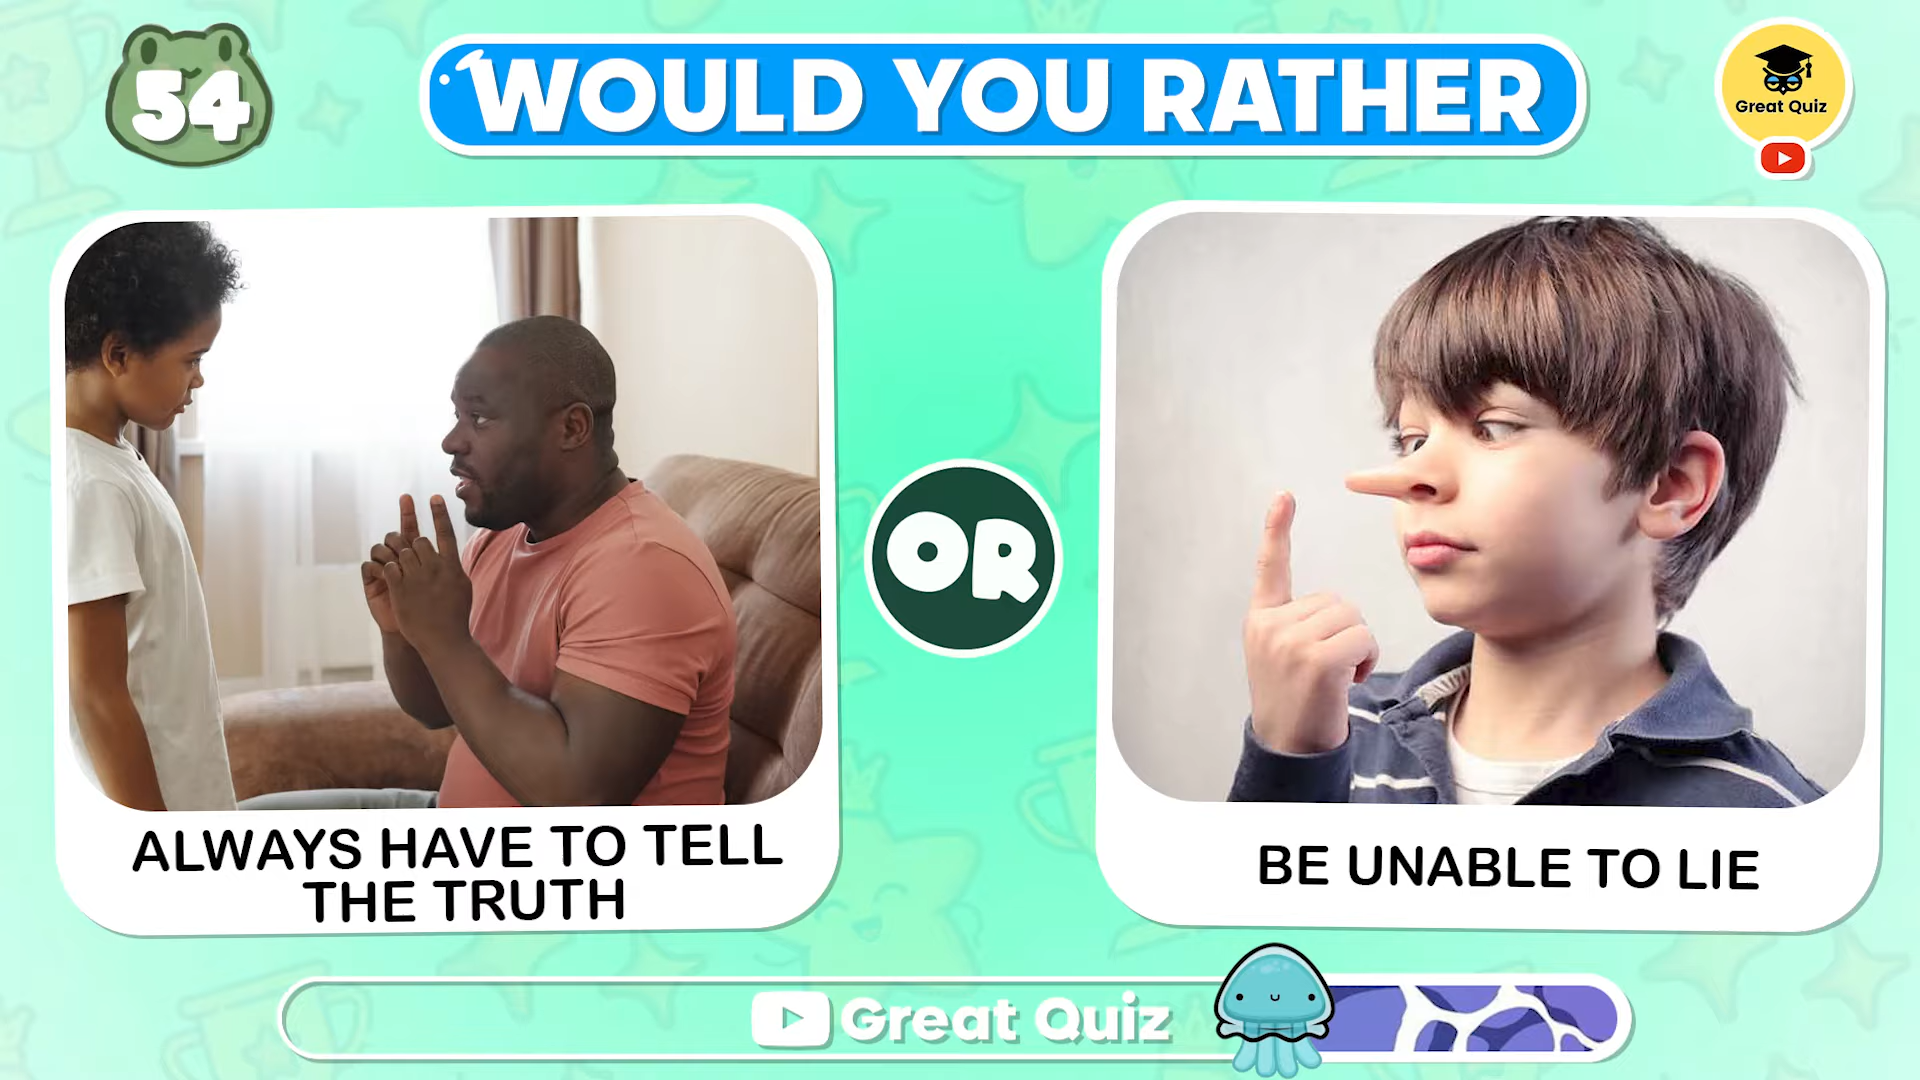 54
WOULD YOU RATHER
Great Quiz
OR
ALWAYS HAVE TO TELL
THE TRUTH
BE UNABLE TO LIE
Great Quiz